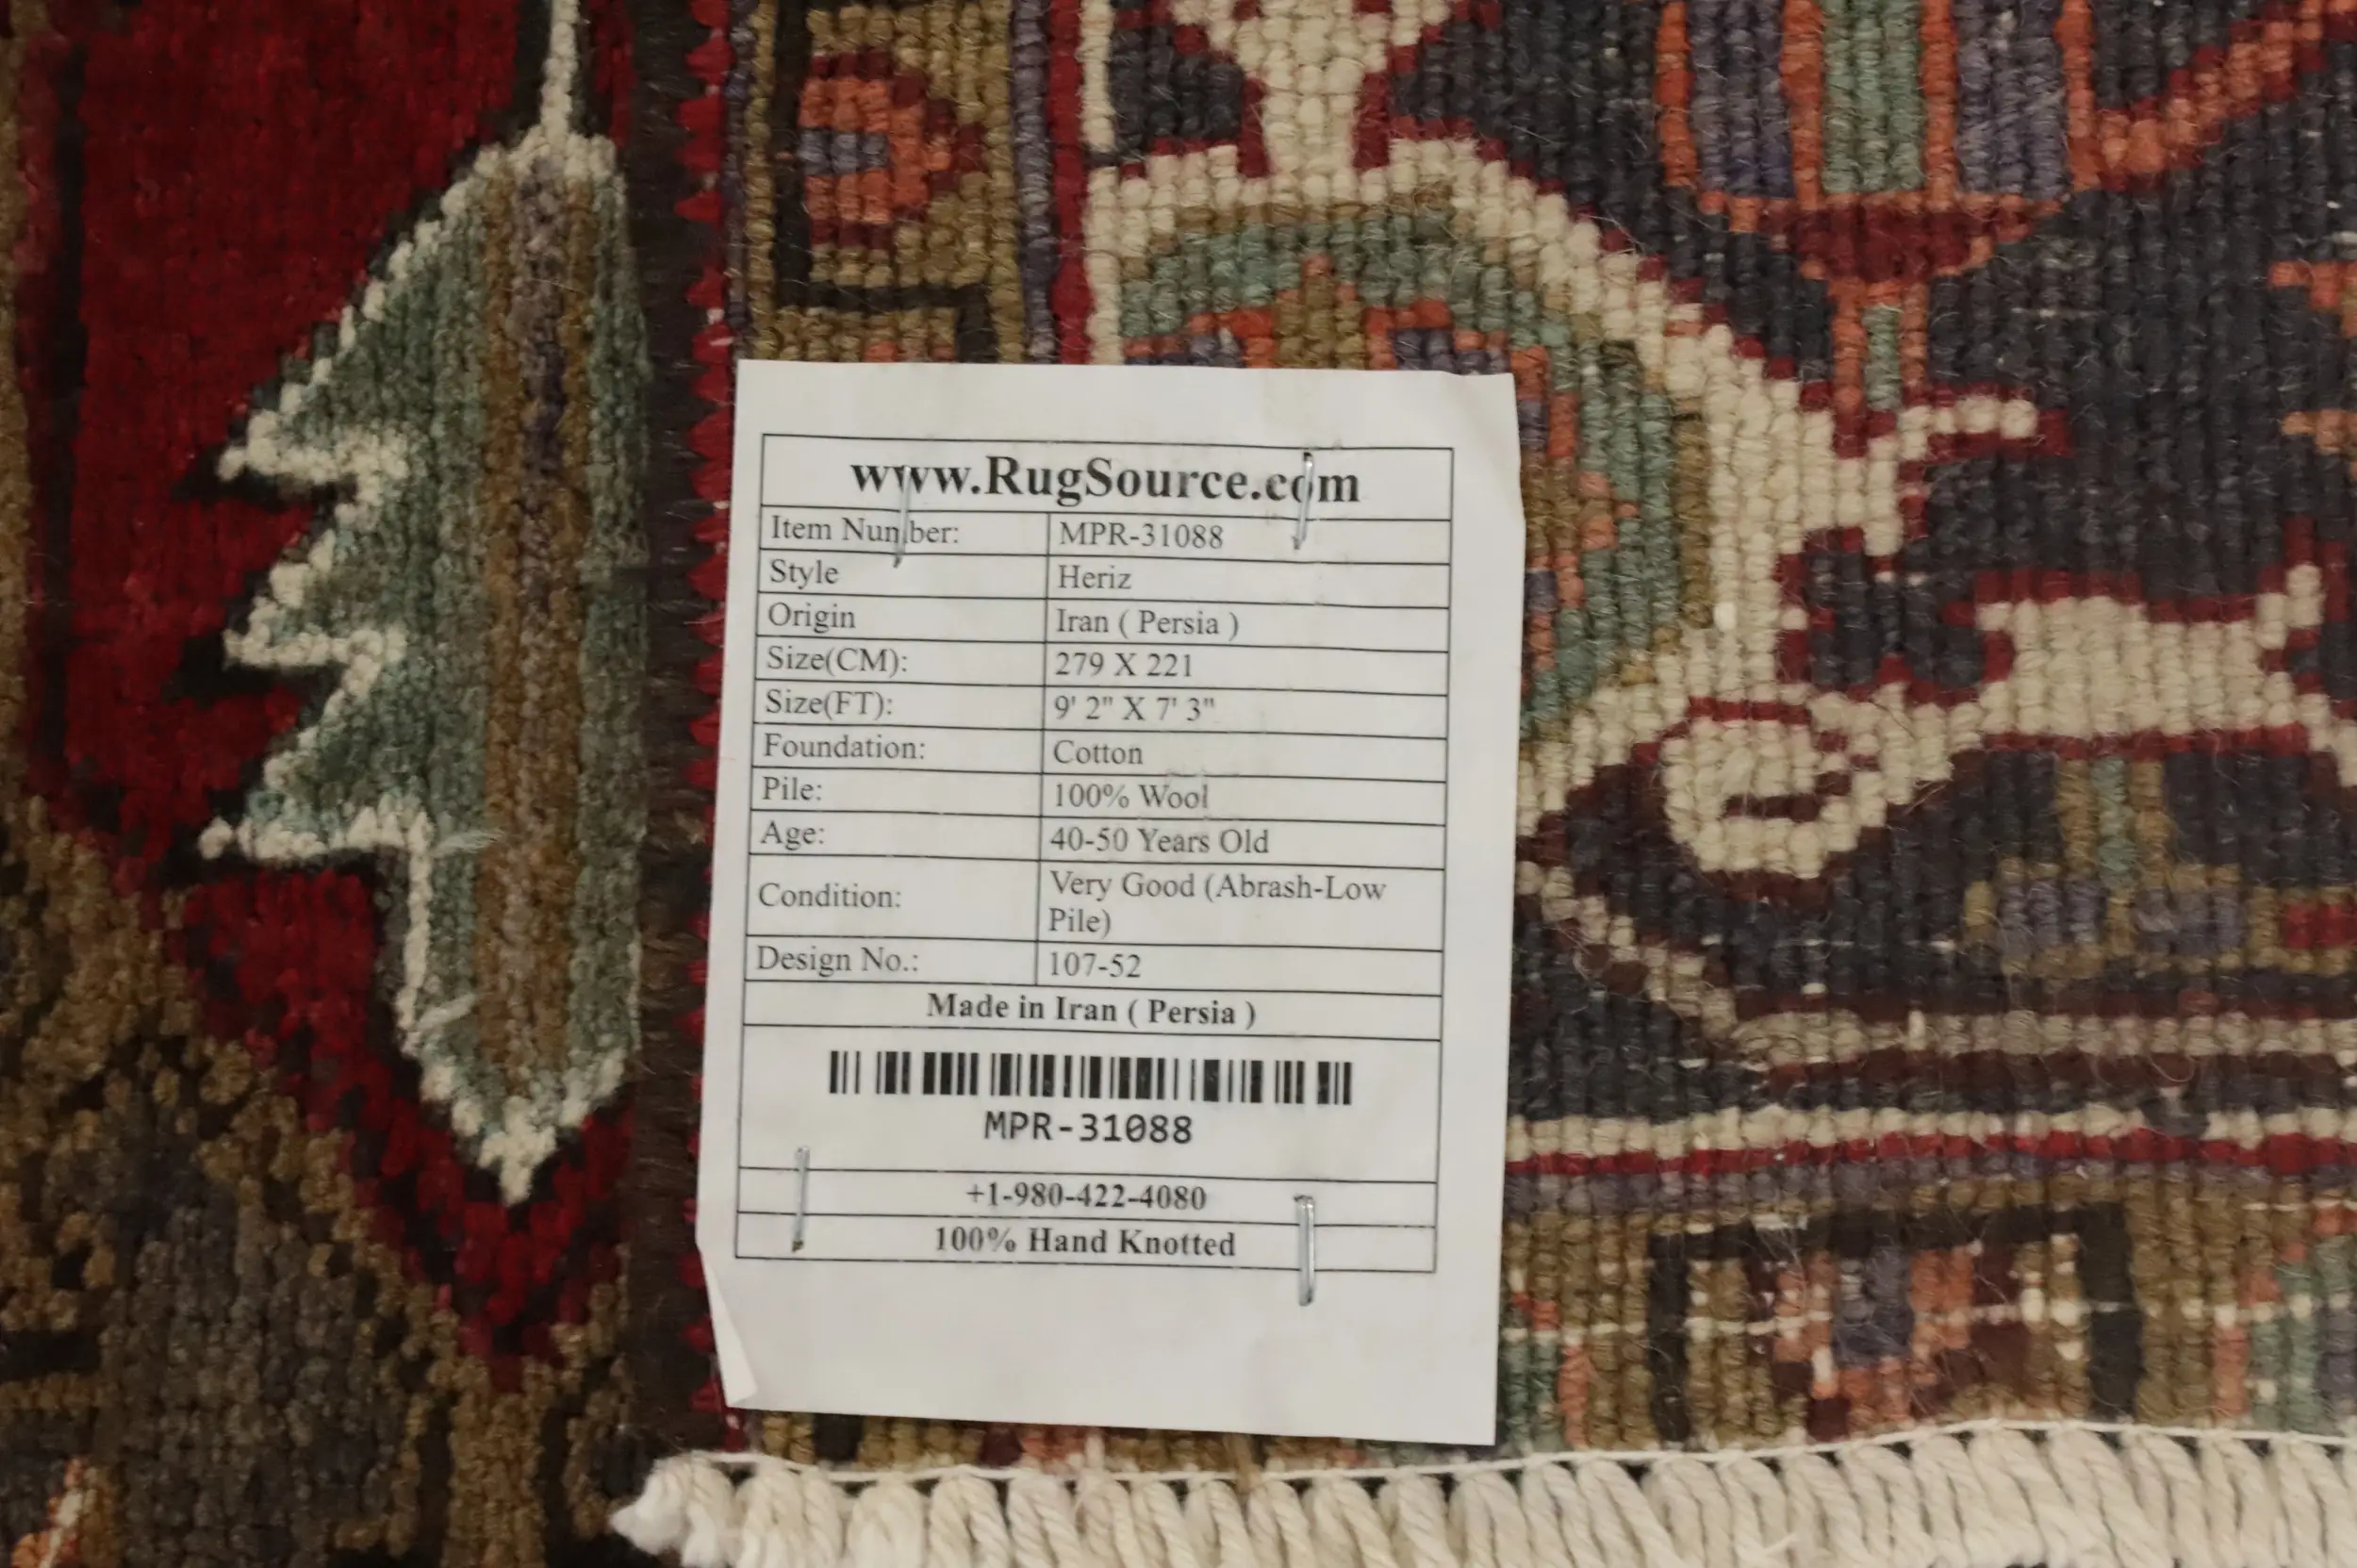 www.RugSource.com
Item Number: MPR-31088
Style Heriz
Origin Iran ( Persia )
Size(CM): 279 X 221
Size(FT): 9' 2" X 7' 3"
Foundation: Cotton
Pile: 100% Wool
Age: 40-50 Years Old
Condition: Very Good (Abrash-Low
Pile)
Design No.: 107-52
Made in Iran ( Persia )
MPR-31088
+1-980-422-4080
100% Hand Knotted